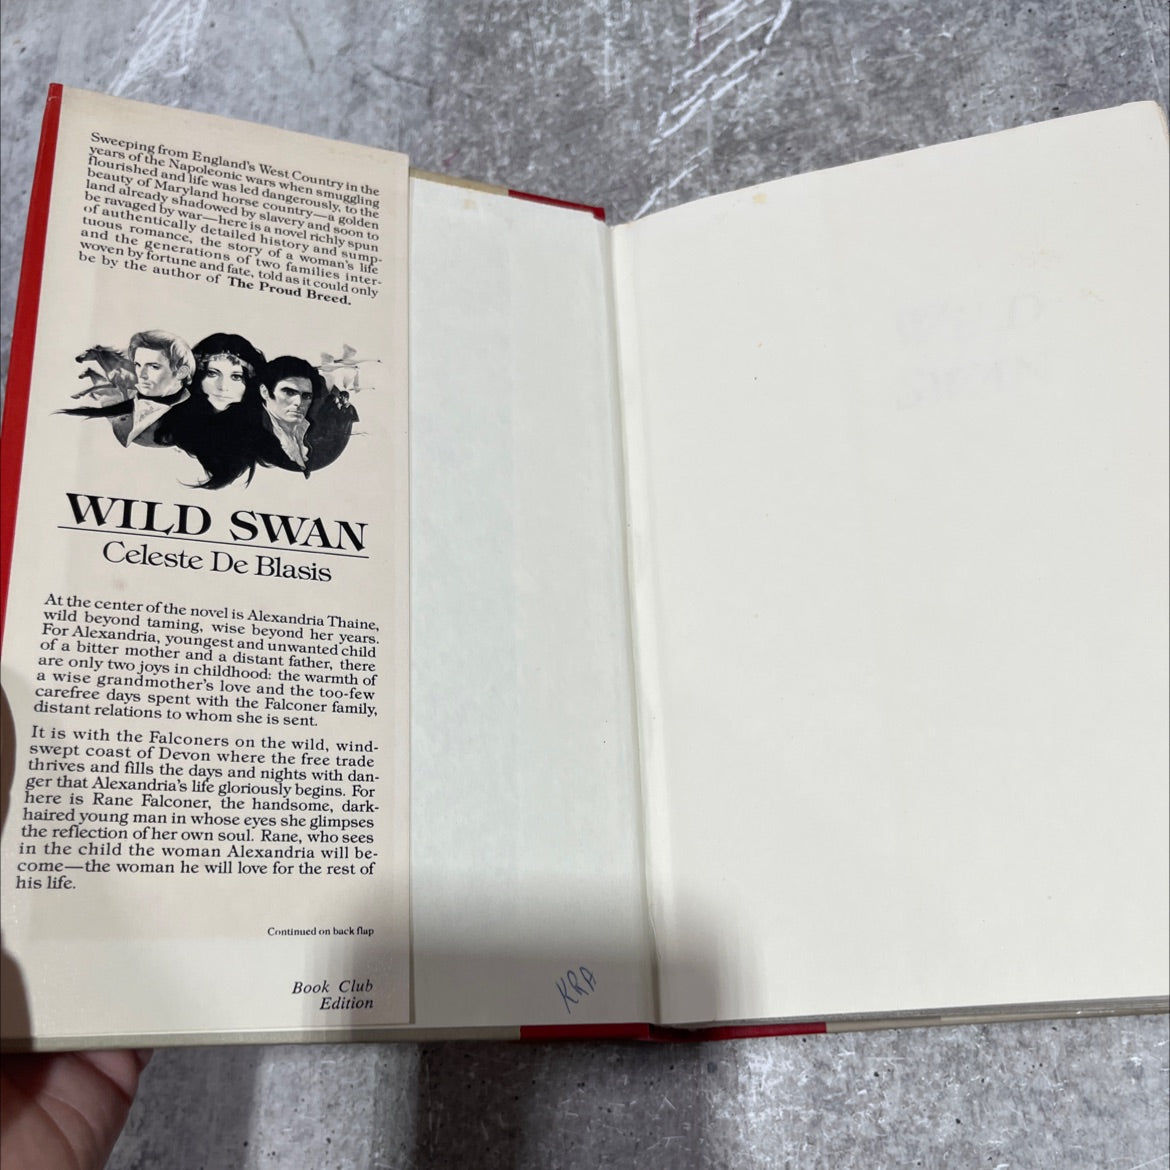 Sweeping from England's West Country in the
years of the Napoleonic wars when smuggling
flourished and life was led dangerously, to the
beauty of Maryland horse country—a golden
land already shadowed by slavery and soon to
be ravaged by war—here is a novel richly spun
of authentically detailed history and sump-
tuous romance, the story of a woman's life
and the generations of two families inter-
woven by fortune and fate, told as it could only
be by the author of The Proud Breed.
WILD SWAN
Celeste De Blasis
At the center of the novel is Alexandria Thaine,
wild beyond taming, wise beyond her years.
For Alexandria, youngest and unwanted child
of a bitter mother and a distant father, there
are only two joys in childhood: the warmth of
a wise grandmother's love and the too-few
carefree days spent with the Falconer family,
distant relations to whom she is sent.
It is with the Falconers on the wild, wind-
swept coast of Devon where the free trade
thrives and fills the days and nights with dan-
ger that Alexandria's life gloriously begins. For
here is Rane Falconer, the handsome, dark-
haired young man in whose eyes she glimpses
the reflection of her own soul. Rane, who sees
in the child the woman Alexandria will be-
come—the woman he will love for the rest of
his life.
Continued on back flap
Book Club
Edition
KRA